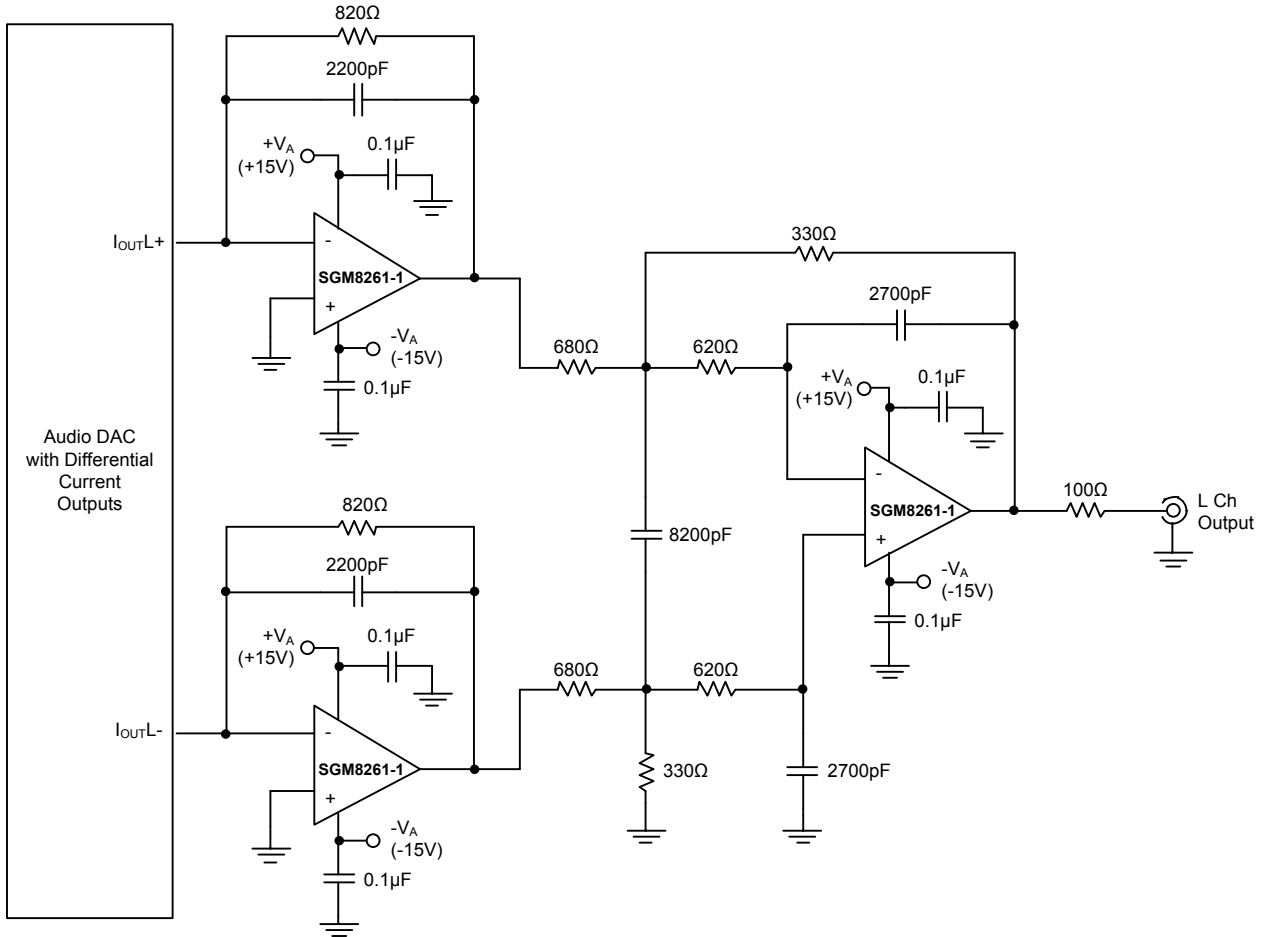 Audio DAC
with Differential
Current
Outputs
IOUTL+
IOUTL-
820Ω
2200pF
+VA
(+15V)
0.1µF
-
SGM8261-1
+
-VA
(-15V)
0.1µF
820Ω
2200pF
+VA
(+15V)
0.1µF
-
SGM8261-1
+
-VA
(-15V)
0.1µF
680Ω
620Ω
330Ω
2700pF
8200pF
680Ω
620Ω
330Ω
2700pF
+VA
(+15V)
0.1µF
-
SGM8261-1
+
-VA
(-15V)
0.1µF
100Ω
L Ch
Output